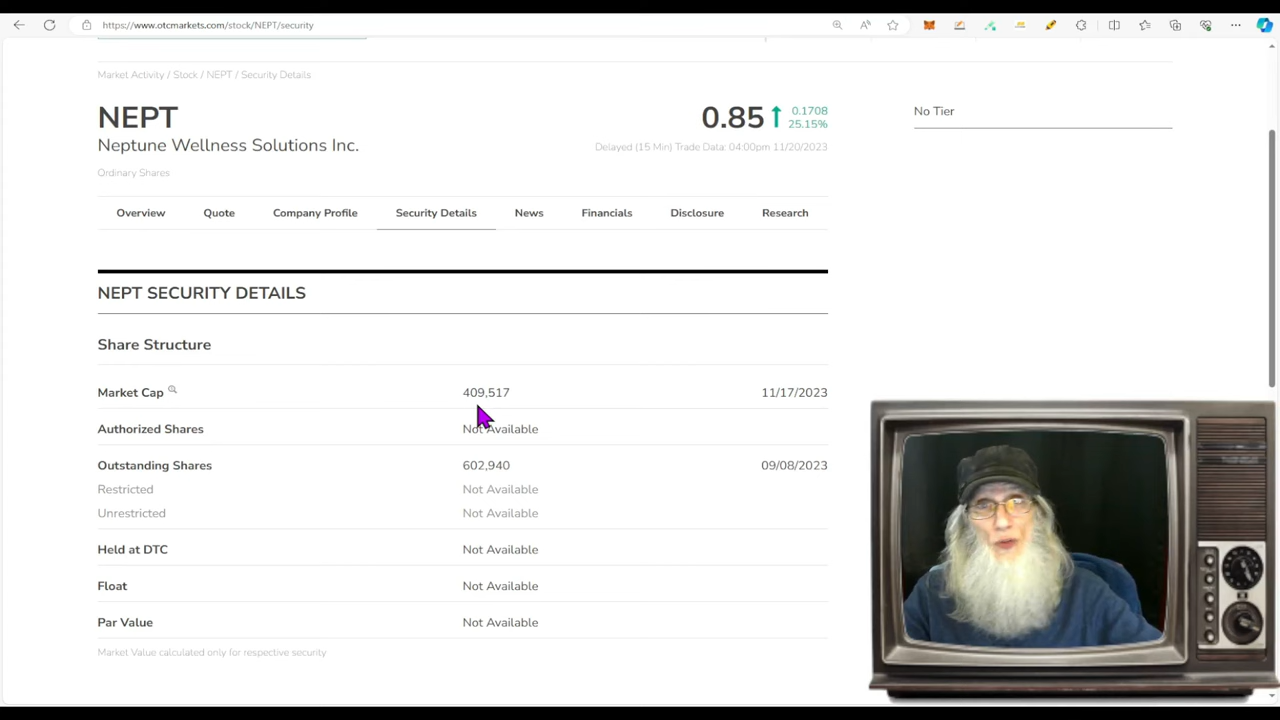 https://www.otcmarkets.com/stock/NEPT/security
Market Activity / Stock / NEPT / Security Details
NEPT
0.85
0.1708
25.15%
No Tier
Neptune Wellness Solutions Inc.
Delayed (15 Min) Trade Data: 04:00pm 11/20/2023
Ordinary Shares
Overview Quote Company Profile Security Details News Financials Disclosure Research
NEPT SECURITY DETAILS
Share Structure
Market Cap 409,517 11/17/2023
Authorized Shares Not Available
Outstanding Shares 602,940 09/08/2023
Restricted Not Available
Unrestricted Not Available
Held at DTC Not Available
Float Not Available
Par Value Not Available
Market Value calculated only for respective security